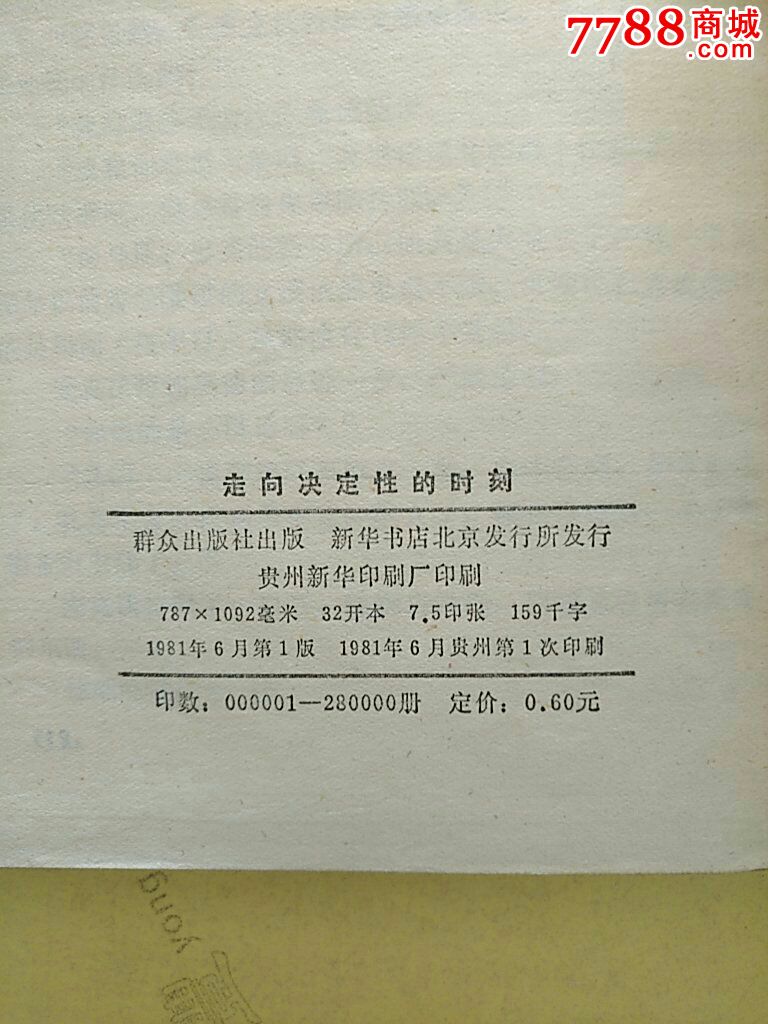 7788商城
.com
走向决定性的时刻
群众出版社出版 新华书店北京发行所发行
贵州新华印刷厂印刷
787×1092毫米 32开本 7.5印张 159千字
1981年6月第1版 1981年6月贵州第1次印刷
印数：000001—280000册 定价：0.60元
yong